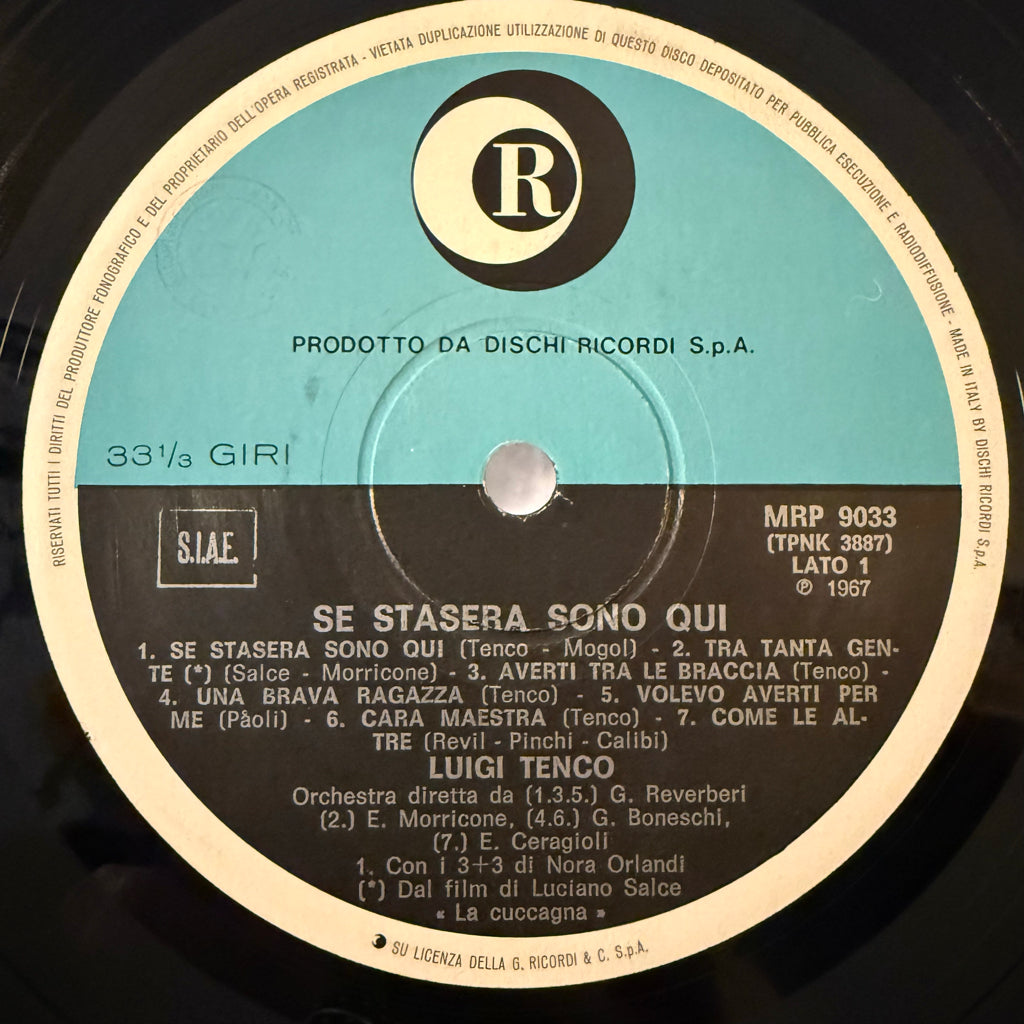 RISERVATI TUTTI I DIRITTI DEL PRODUTTORE FONOGRAFICO E DEL PROPRIETARIO DELL'OPERA REGISTRATA - VIETATA DUPLICAZIONE UTILIZZAZIONE DI QUESTO DISCO DEPOSITATO PER PUBBLICA ESECUZIONE E RADIODIFFUSIONE - MADE IN ITALY BY DISCHI RICORDI S.p.A.
R
PRODOTTO DA DISCHI RICORDI S.p.A.
33 1/3 GIRI
S.I.A.E.
MRP 9033
(TPNK 3887)
LATO 1
℗ 1967
SE STASERA SONO QUI
1. SE STASERA SONO QUI (Tenco - Mogol) - 2. TRA TANTA GEN-
TE (*) (Salce - Morricone) - 3. AVERTI TRA LE BRACCIA (Tenco) -
4. UNA BRAVA RAGAZZA (Tenco) - 5. VOLEVO AVERTI PER
ME (Paoli) - 6. CARA MAESTRA (Tenco) - 7. COME LE AL-
TRE (Revil - Pinchi - Calibi)
LUIGI TENCO
Orchestra diretta da (1.3.5.) G. Reverberi
(2.) E. Morricone, (4.6.) G. Boneschi,
(7.) E. Ceragioli
1. Con i 3+3 di Nora Orlandi
(*) Dal film di Luciano Salce
« La cuccagna »
SU LICENZA DELLA G. RICORDI & C. S.p.A.